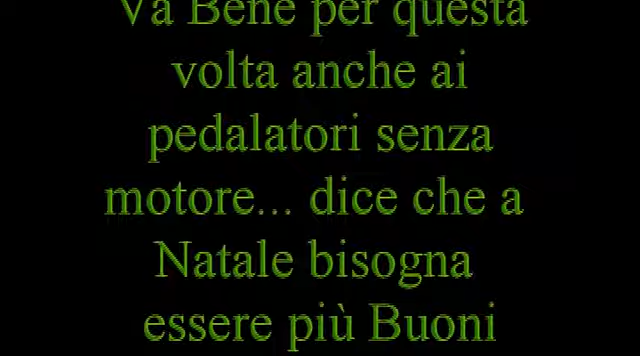 Va Bene per questa
volta anche ai
pedalatori senza
motore... dice che a
Natale bisogna
essere più Buoni